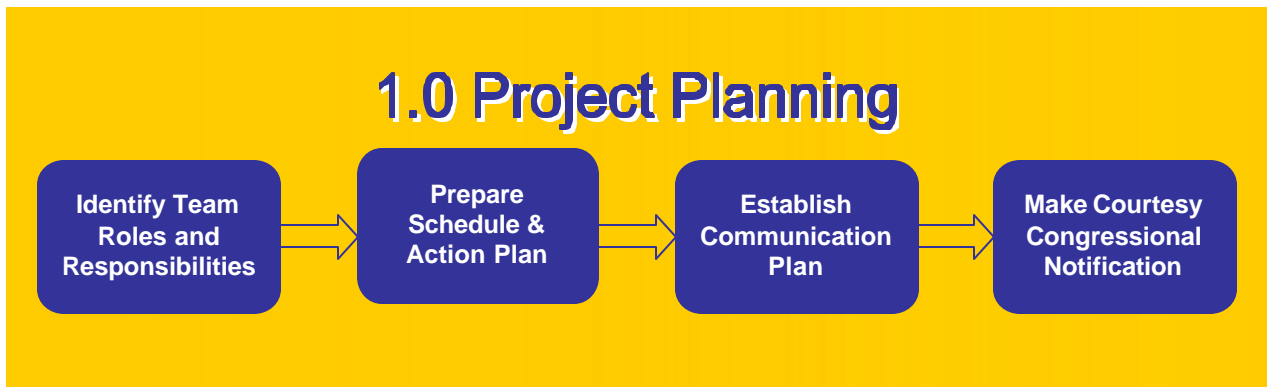 1.0 Project Planning
Identify Team
Roles and
Responsibilities
Prepare
Schedule &
Action Plan
Establish
Communication
Plan
Make Courtesy
Congressional
Notification